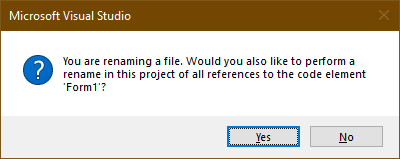 Microsoft Visual Studio
You are renaming a file. Would you also like to perform a
rename in this project of all references to the code element
'Form1'?
Yes
No